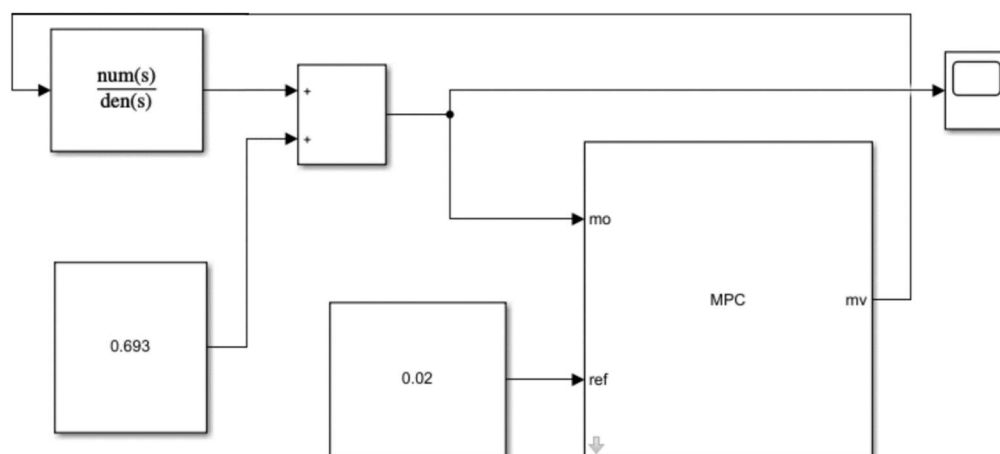 num(s)
den(s)
+
+
mo
MPC
mv
0.693
0.02
ref